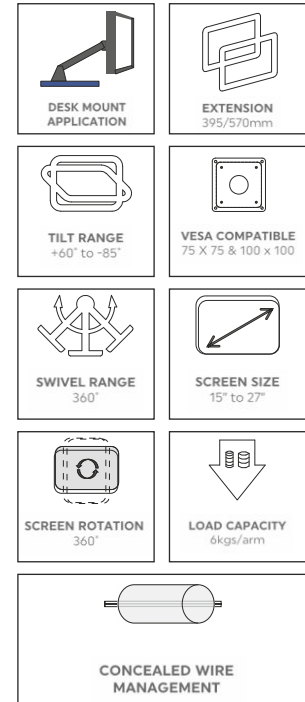 DESK MOUNT
APPLICATION
EXTENSION
395/570mm
TILT RANGE
+60° to -85°
VESA COMPATIBLE
75 X 75 & 100 x 100
SWIVEL RANGE
360°
SCREEN SIZE
15" to 27"
SCREEN ROTATION
360°
LOAD CAPACITY
6kgs/arm
CONCEALED WIRE
MANAGEMENT